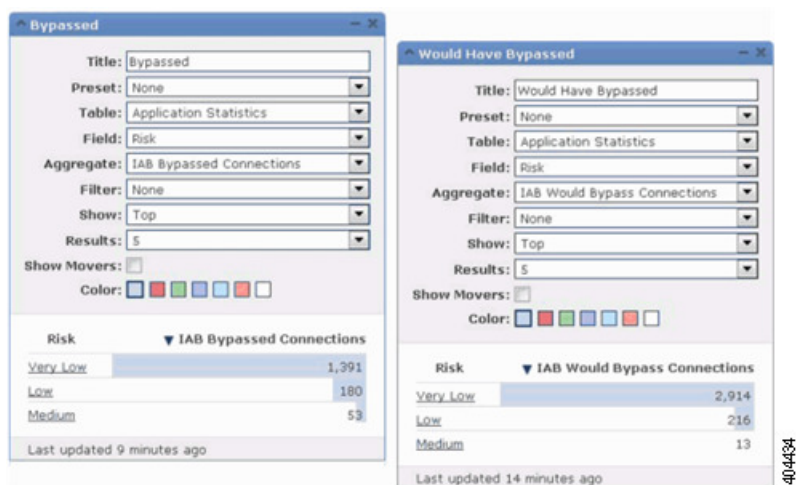 Bypassed
Title: Bypassed
Preset: None
Table: Application Statistics
Field: Risk
Aggregate: IAB Bypassed Connections
Filter: None
Show: Top
Results: 5
Show Movers:
Color:
Risk IAB Bypassed Connections
Very Low 1,391
Low 180
Medium 53
Last updated 9 minutes ago
Would Have Bypassed
Title: Would Have Bypassed
Preset: None
Table: Application Statistics
Field: Risk
Aggregate: IAB Would Bypass Connections
Filter: None
Show: Top
Results: 5
Show Movers:
Color:
Risk IAB Would Bypass Connections
Very Low 2,914
Low 216
Medium 13
Last updated 14 minutes ago
404434